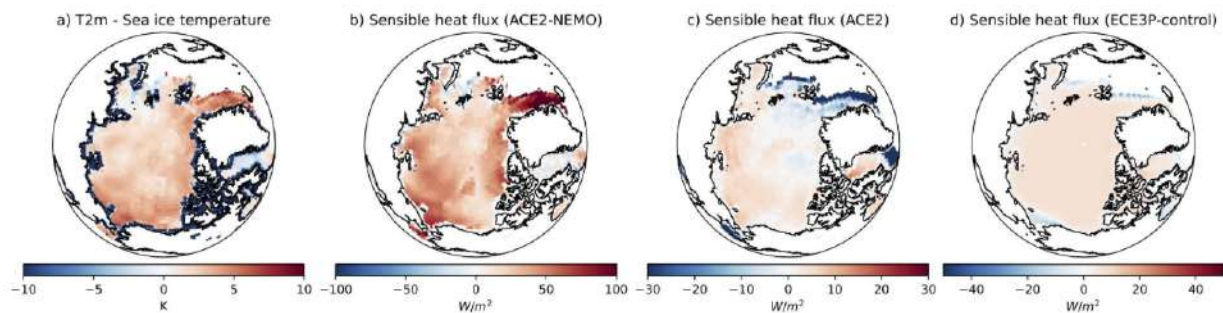 a) T2m - Sea ice temperature
b) Sensible heat flux (ACE2-NEMO)
c) Sensible heat flux (ACE2)
d) Sensible heat flux (ECE3P-control)
−10 −5 0 5 10
K
−100 −50 0 50 100
W/m²
−30 −20 −10 0 10 20 30
W/m²
−40 −20 0 20 40
W/m²